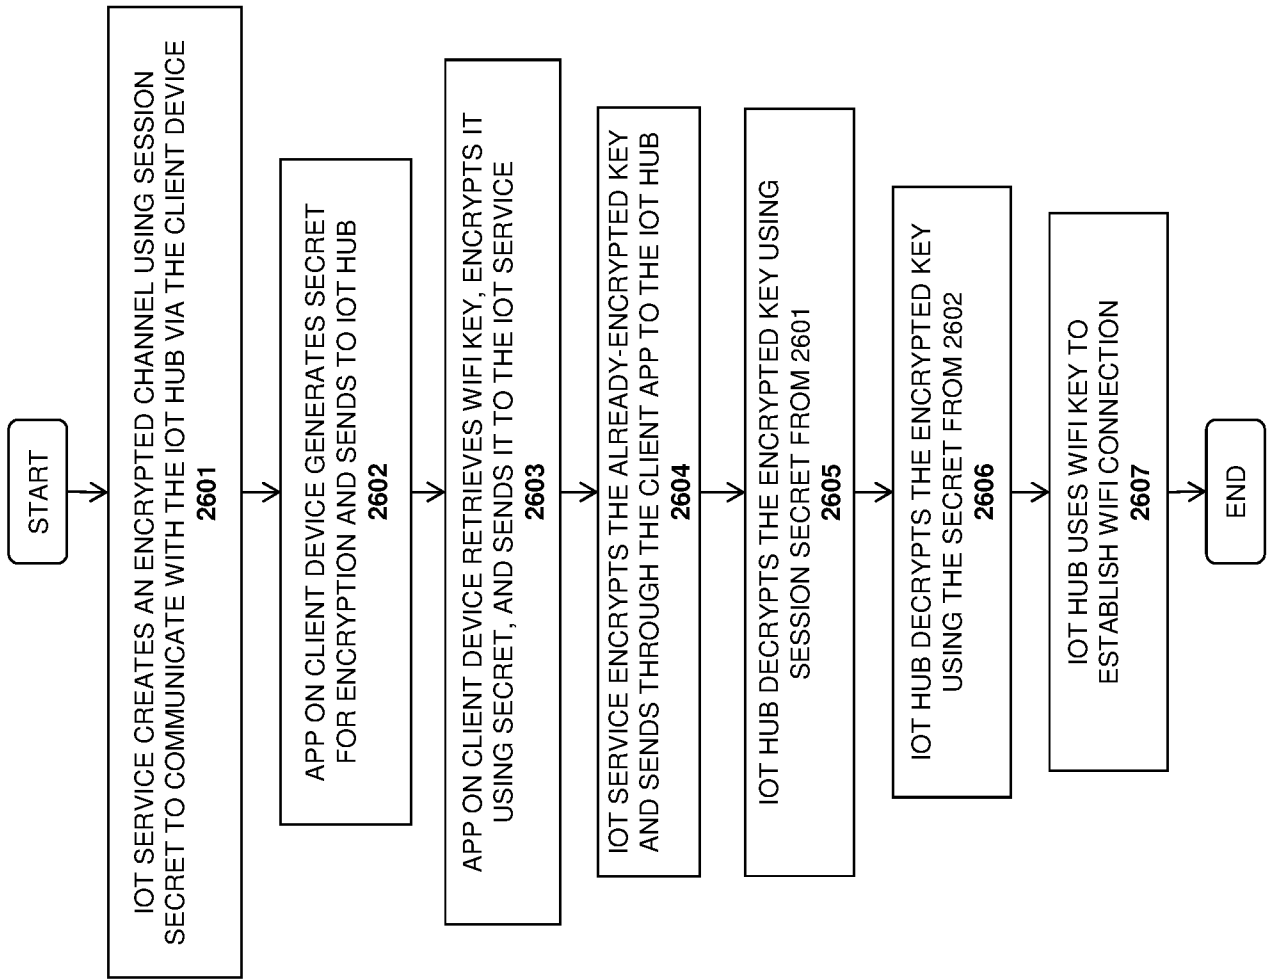 START
IOT SERVICE CREATES AN ENCRYPTED CHANNEL USING SESSION
SECRET TO COMMUNICATE WITH THE IOT HUB VIA THE CLIENT DEVICE
2601
APP ON CLIENT DEVICE GENERATES SECRET
FOR ENCRYPTION AND SENDS TO IOT HUB
2602
APP ON CLIENT DEVICE RETRIEVES WIFI KEY, ENCRYPTS IT
USING SECRET, AND SENDS IT TO THE IOT SERVICE
2603
IOT SERVICE ENCRYPTS THE ALREADY-ENCRYPTED KEY
AND SENDS THROUGH THE CLIENT APP TO THE IOT HUB
2604
IOT HUB DECRYPTS THE ENCRYPTED KEY USING
SESSION SECRET FROM 2601
2605
IOT HUB DECRYPTS THE ENCRYPTED KEY
USING THE SECRET FROM 2602
2606
IOT HUB USES WIFI KEY TO
ESTABLISH WIFI CONNECTION
2607
END